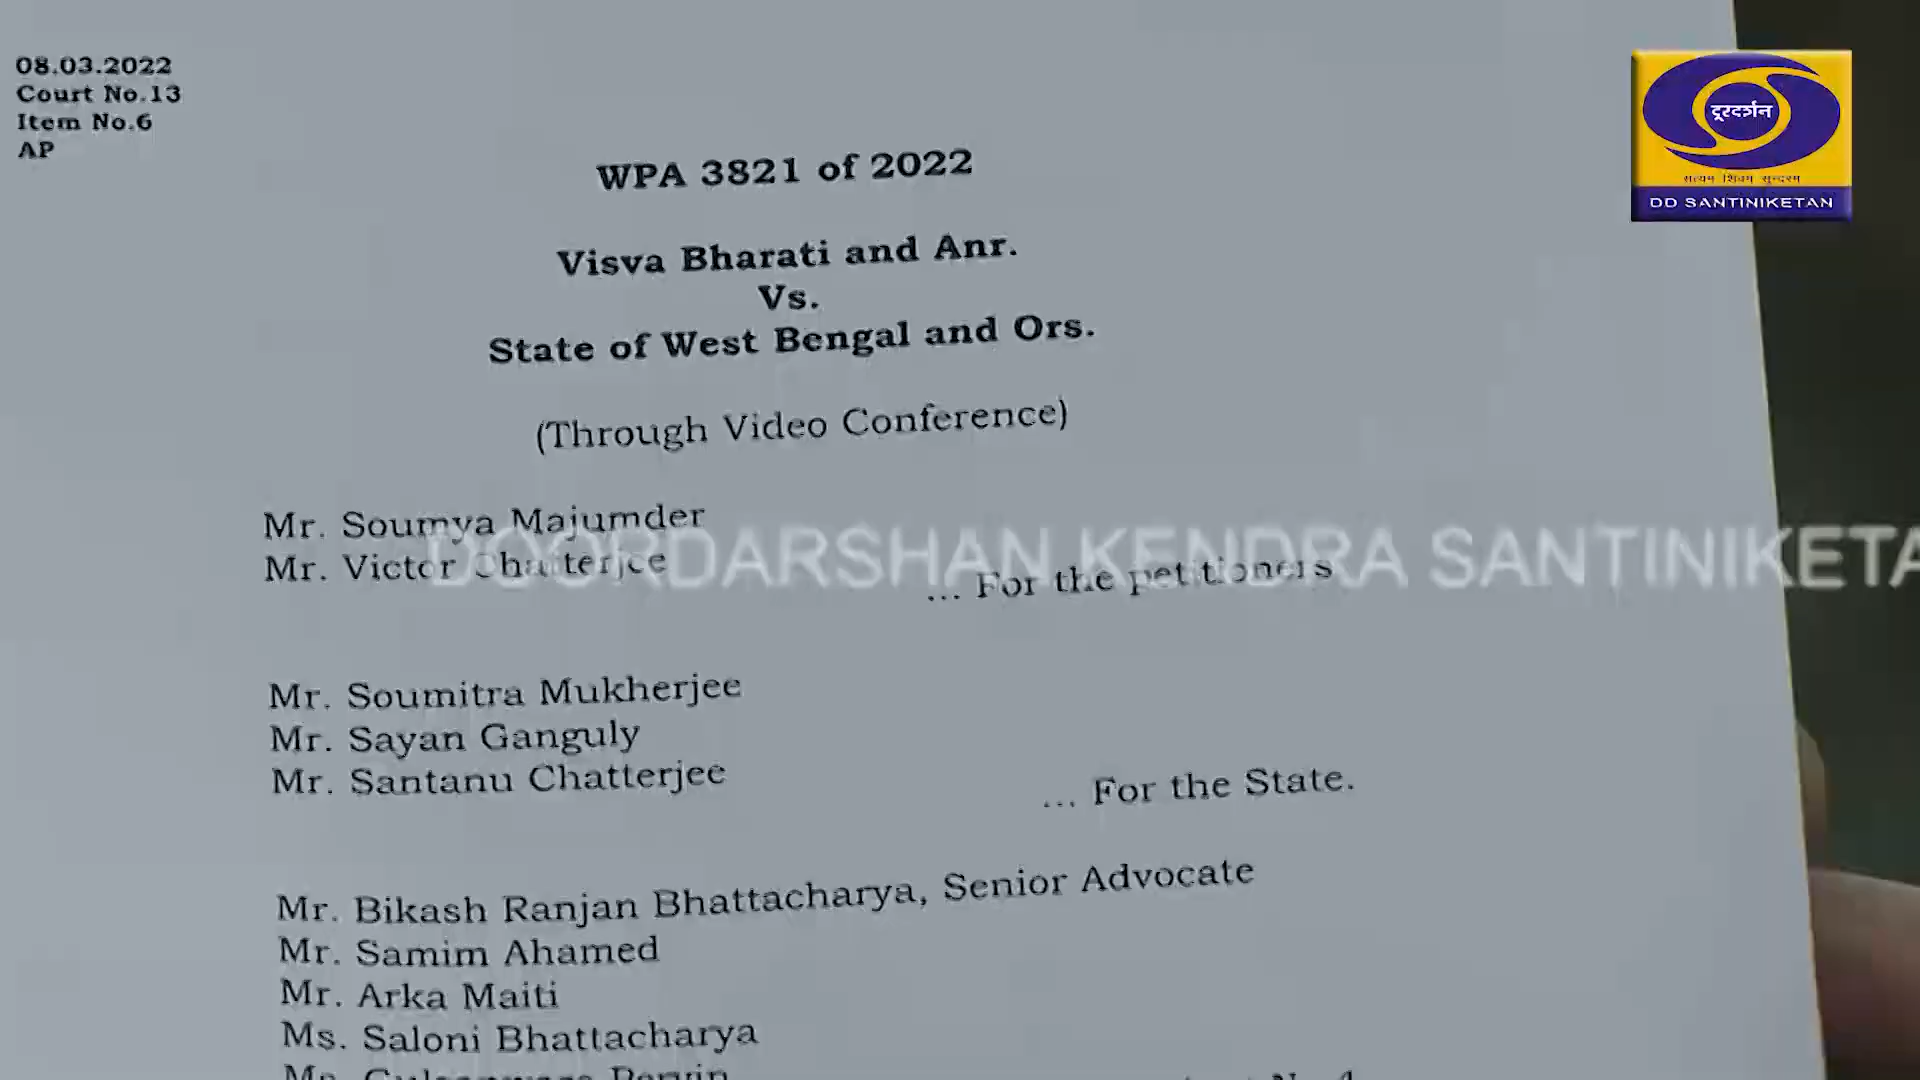 08.03.2022
Court No.13
Item No.6
AP
WPA 3821 of 2022
Visva Bharati and Anr.
Vs.
State of West Bengal and Ors.
(Through Video Conference)
Mr. Soumya Majumder
Mr. Victor Chatterjee
... For the petitioners
Mr. Soumitra Mukherjee
Mr. Sayan Ganguly
Mr. Santanu Chatterjee
... For the State.
Mr. Bikash Ranjan Bhattacharya, Senior Advocate
Mr. Samim Ahamed
Mr. Arka Maiti
Ms. Saloni Bhattacharya
दूरदर्शन
सत्यम शिवम सुन्दरम
DD SANTINIKETAN
DOORDARSHAN KENDRA SANTINIKETA